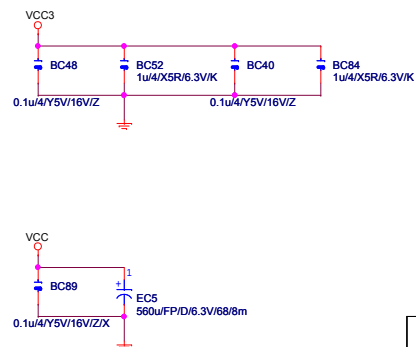 VCC3
BC48
BC52
BC40
BC84
1u/4/X5R/6.3V/K
1u/4/X5R/6.3V/K
0.1u/4/Y5V/16V/Z
0.1u/4/Y5V/16V/Z
VCC
1
BC89
+
EC5
560u/FP/D/6.3V/68/8m
0.1u/4/Y5V/16V/Z/X